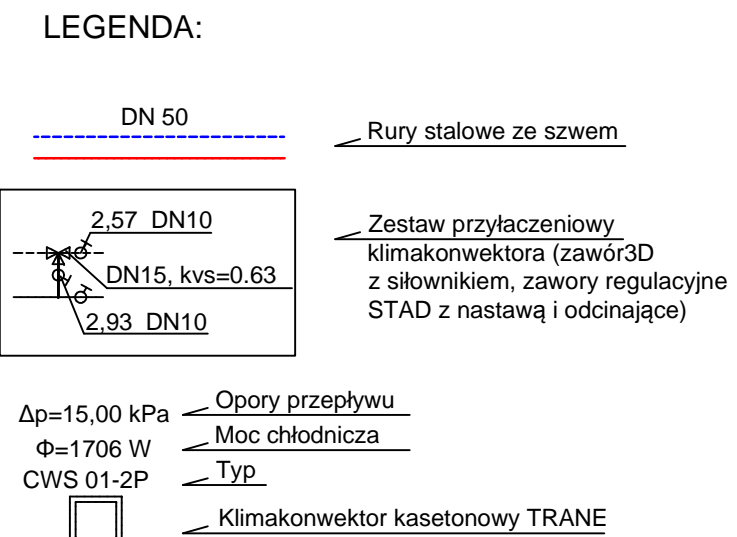 LEGENDA:
DN 50
Rury stalowe ze szwem
2,57 DN10
DN15, kvs=0.63
2,93 DN10
Zestaw przyłaczeniowy
klimakonwektora (zawór3D
z siłownikiem, zawory regulacyjne
STAD z nastawą i odcinające)
Δp=15,00 kPa
Opory przepływu
Φ=1706 W
Moc chłodnicza
CWS 01-2P
Typ
Klimakonwektor kasetonowy TRANE